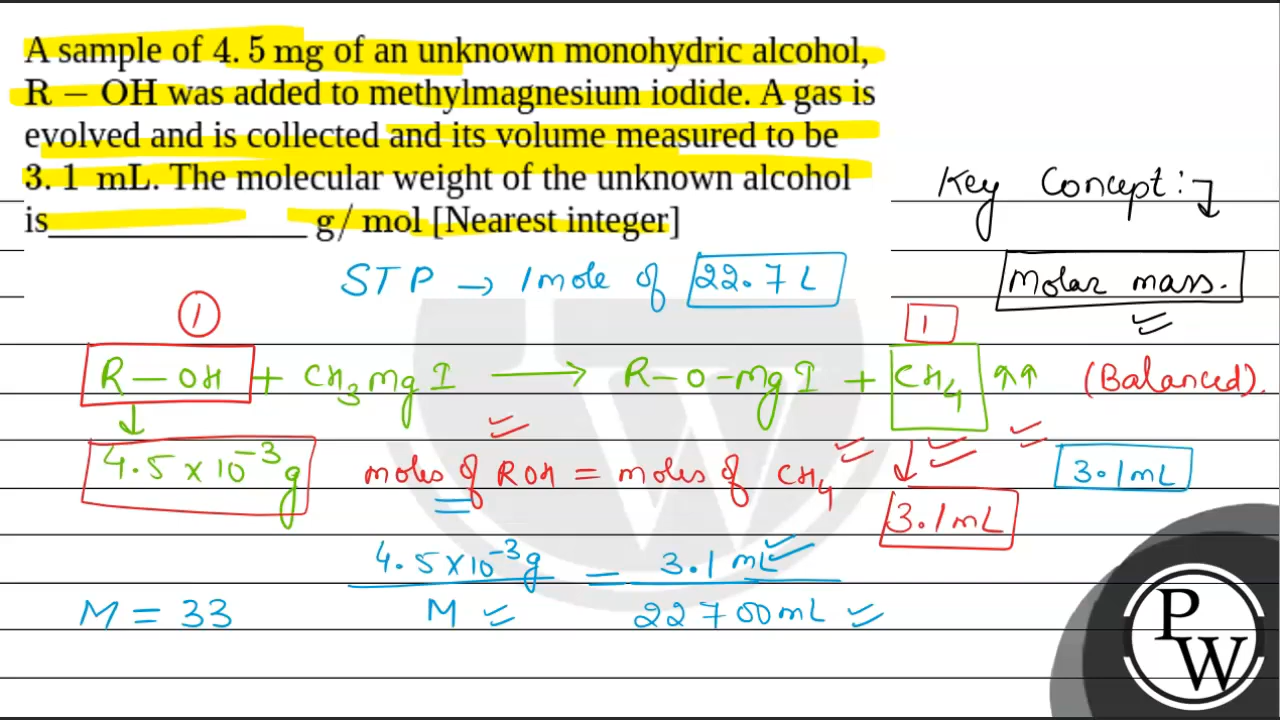 A sample of 4. 5 mg of an unknown monohydric alcohol,
R − OH was added to methylmagnesium iodide. A gas is
evolved and is collected and its volume measured to be
3. 1 mL. The molecular weight of the unknown alcohol
is______________ g/ mol [Nearest integer]
Key Concept:
Molar mass.
STP → 1 mole of 22.7 L
1
1
R — OH + CH₃MgI → R-O-MgI + CH₄ ↑↑ (Balanced).
4.5 × 10⁻³ g
moles of ROH = moles of CH₄
3.1 mL
3.1 mL
4.5×10⁻³ g = 3.1 mL
M 22700 mL
M = 33
P
W